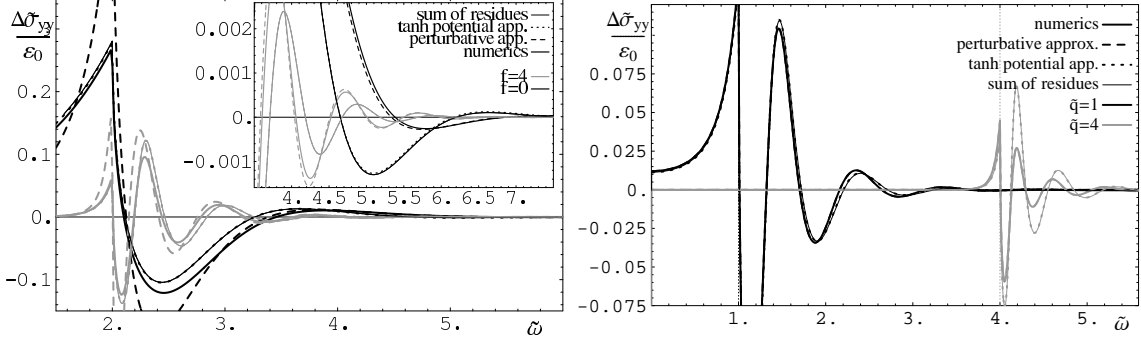 Δσ̃yy
ε0
0.2
0.1
0.
-0.1
2.
3.
4.
5.
ω̃
0.002
0.001
0.
-0.001
4.
4.5
5.
5.5
6.
6.5
7.
sum of residues
tanh potential app.
perturbative app.
numerics
f=4
f=0
Δσ̃yy
ε0
0.075
0.05
0.025
0.
-0.025
-0.05
-0.075
1.
2.
3.
4.
5.
ω̃
numerics
perturbative approx.
tanh potential app.
sum of residues
q̃=1
q̃=4